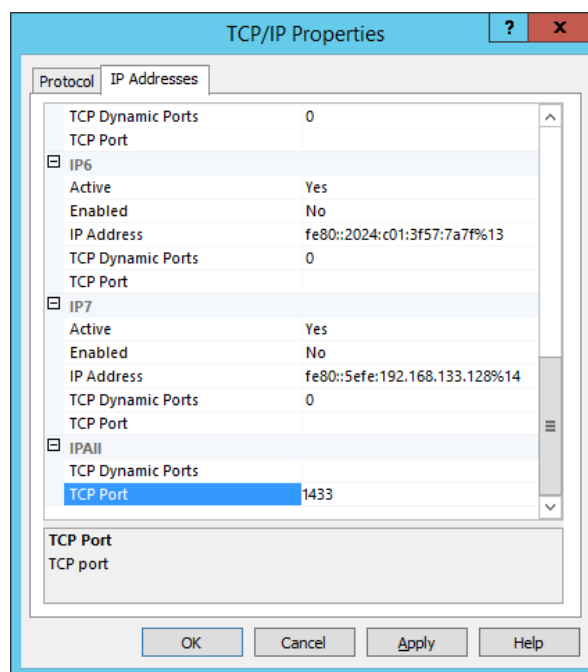 TCP/IP Properties
? x
Protocol IP Addresses
TCP Dynamic Ports 0
TCP Port
IP6
Active Yes
Enabled No
IP Address fe80::2024:c01:3f57:7a7f%13
TCP Dynamic Ports 0
TCP Port
IP7
Active Yes
Enabled No
IP Address fe80::5efe:192.168.133.128%14
TCP Dynamic Ports 0
TCP Port
IPAll
TCP Dynamic Ports
TCP Port 1433
TCP Port
TCP port
OK Cancel Apply Help